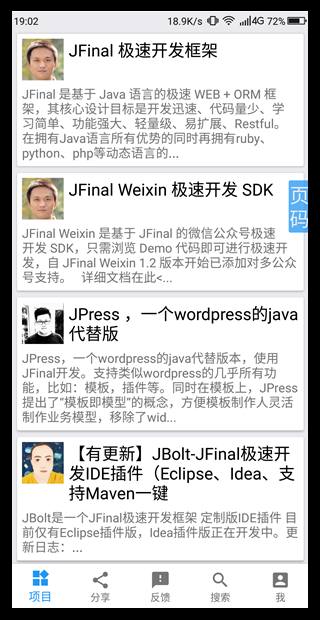 19:02 18.9K/s 4G 72%
JFinal 极速开发框架
JFinal 是基于 Java 语言的极速 WEB + ORM 框
架，其核心设计目标是开发迅速、代码量少、学
习简单、功能强大、轻量级、易扩展、Restful。
在拥有Java语言所有优势的同时再拥有ruby、
python、php等动态语言的...
JFinal Weixin 极速开发 SDK
页
码
JFinal Weixin 是基于 JFinal 的微信公众号极速
开发 SDK，只需浏览 Demo 代码即可进行极速开
发，自 JFinal Weixin 1.2 版本开始已添加对多公众
号支持。 详细文档在此<...
JPress ，一个wordpress的java
代替版
JPress，一个wordpress的java代替版本，使用
JFinal开发。支持类似wordpress的几乎所有功
能，比如：模板，插件等。同时在模板上，JPress
提出了“模板即模型”的概念，方便模板制作人灵活
制作业务模型，移除了wid...
【有更新】JBolt-JFinal极速开
发IDE插件（Eclipse、Idea、支
持Maven一键
JBolt是一个JFinal极速开发框架 定制版IDE插件 目
前仅有Eclipse插件版，Idea插件版正在开发中。更
新日志：...
项目 分享 反馈 搜索 我